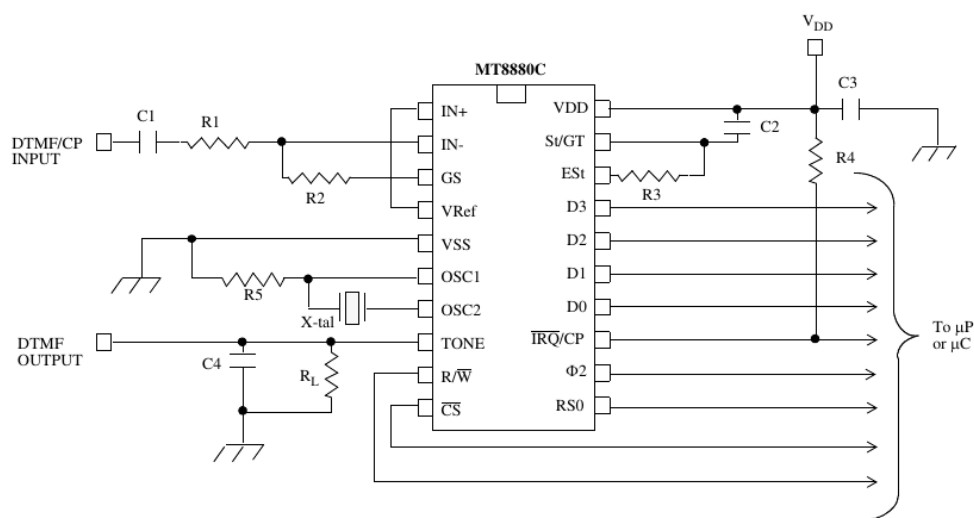 V_DD
MT8880C
C3
C1
R1
DTMF/CP
INPUT
R2
IN+
IN-
GS
VRef
VSS
OSC1
OSC2
TONE
R/W̅
C̅S̅
VDD
St/GT
ESt
D3
D2
D1
D0
I̅R̅Q̅/CP
Φ2
RS0
C2
R3
R4
R5
X-tal
DTMF
OUTPUT
C4
R_L
To μP
or μC